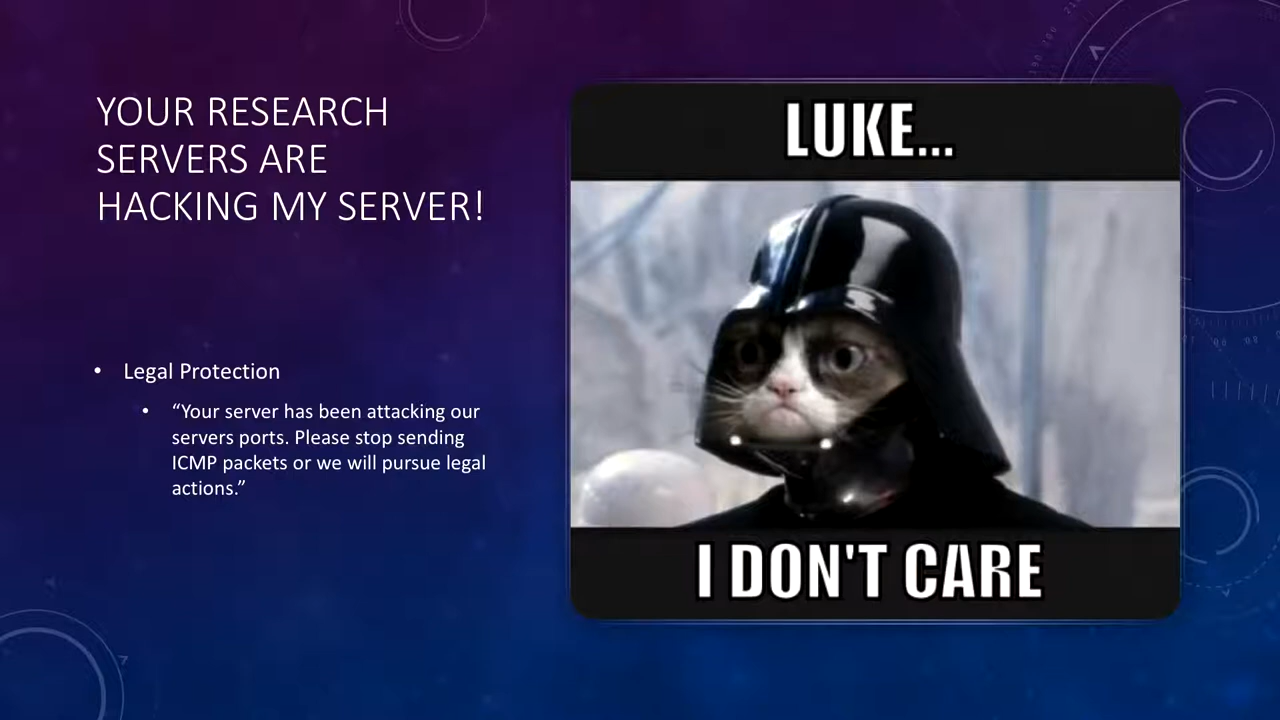 YOUR RESEARCH
SERVERS ARE
HACKING MY SERVER!
• Legal Protection
• “Your server has been attacking our
servers ports. Please stop sending
ICMP packets or we will pursue legal
actions.”
LUKE...
I DON'T CARE